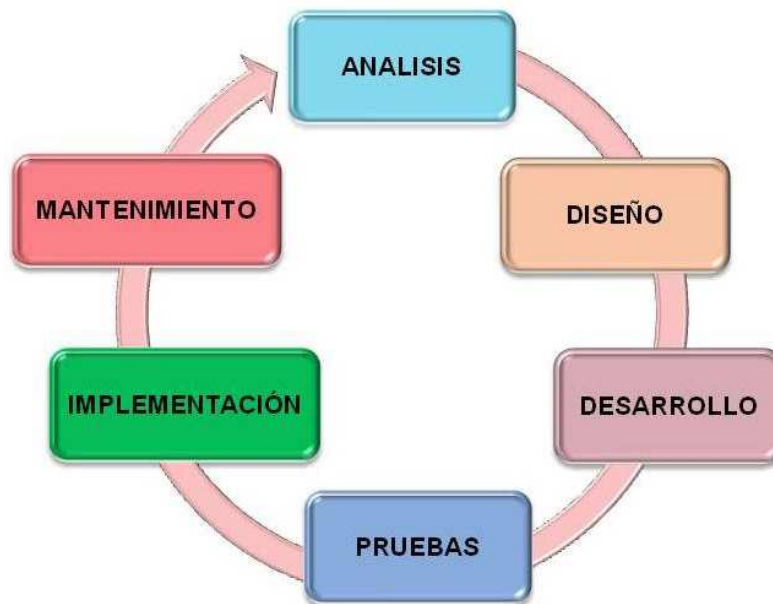 ANALISIS
DISEÑO
DESARROLLO
PRUEBAS
IMPLEMENTACIÓN
MANTENIMIENTO